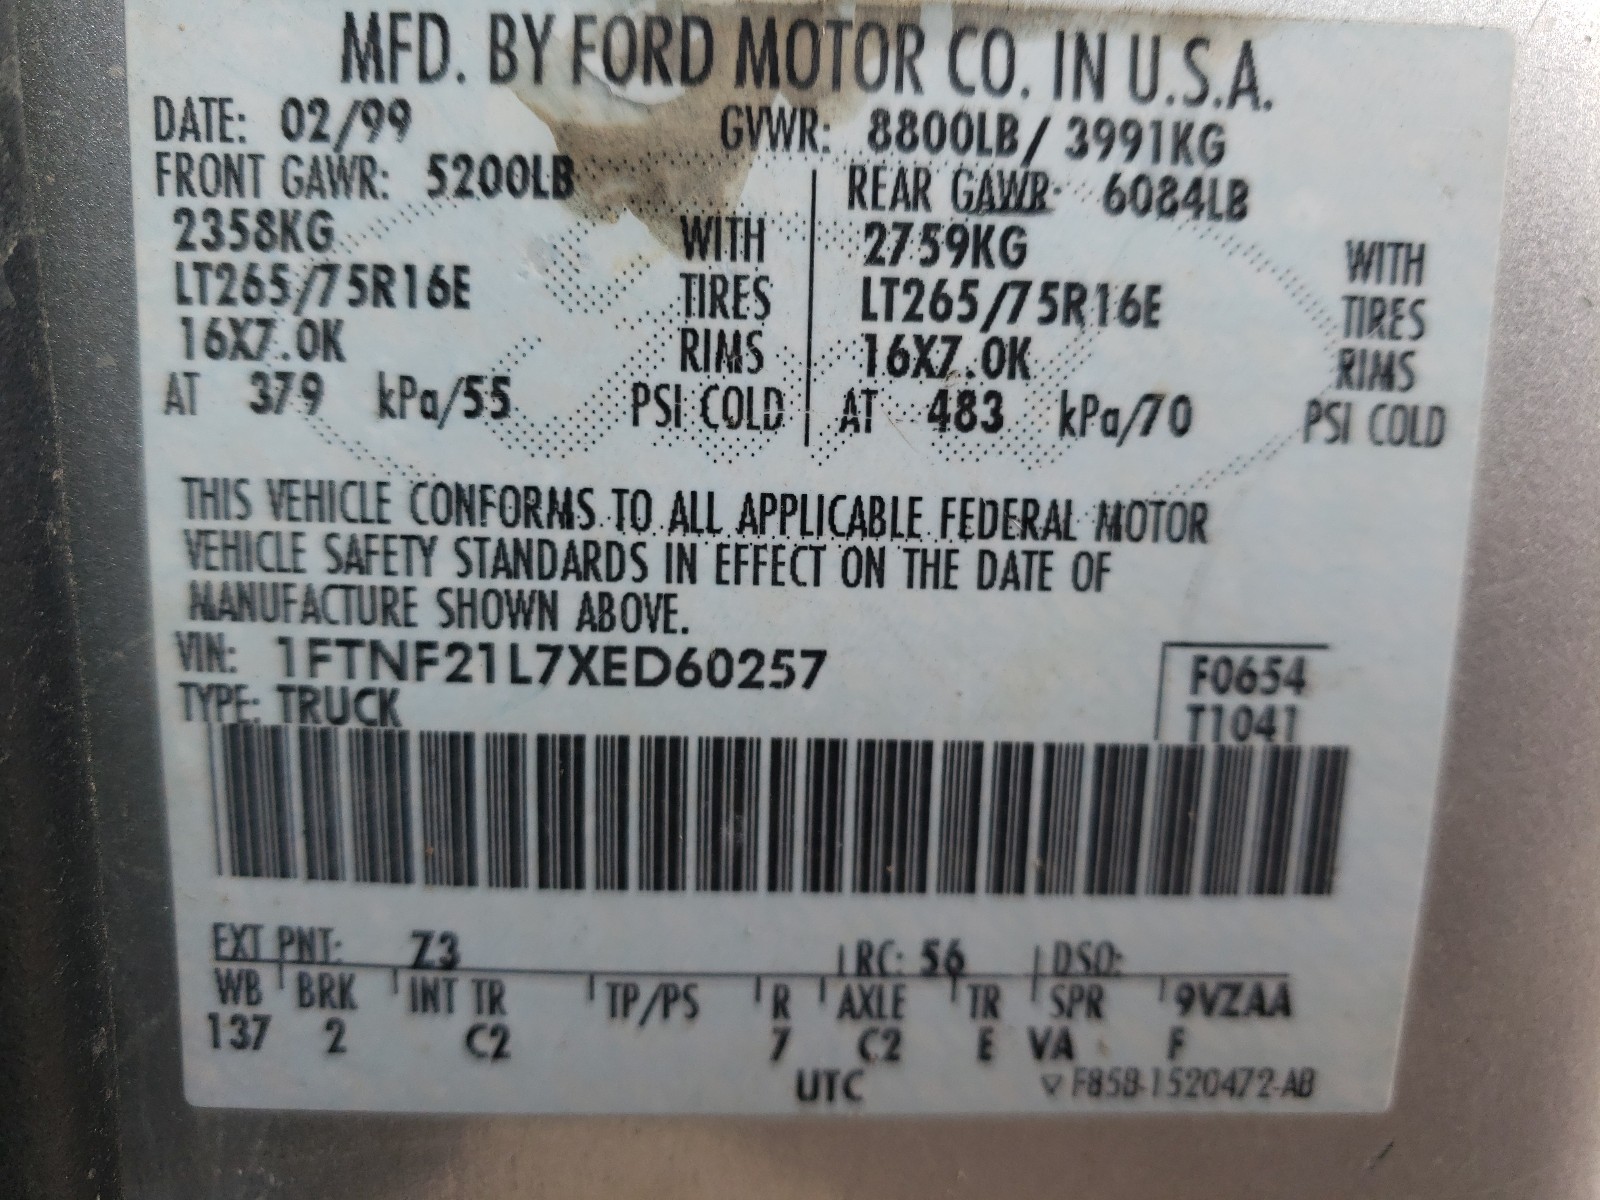 MFD. BY FORD MOTOR CO. IN U.S.A.
DATE: 02/99 GVWR: 8800LB/ 3991KG
FRONT GAWR: 5200LB REAR GAWR: 6084LB
2358KG WITH 2759KG WITH
LT265/75R16E TIRES LT265/75R16E TIRES
16X7.0K RIMS 16X7.0K RIMS
AT 379 kPa/55 PSI COLD AT 483 kPa/70 PSI COLD
THIS VEHICLE CONFORMS TO ALL APPLICABLE FEDERAL MOTOR
VEHICLE SAFETY STANDARDS IN EFFECT ON THE DATE OF
MANUFACTURE SHOWN ABOVE.
VIN: 1FTNF21L7XED60257 F0654
TYPE: TRUCK T1041
EXT PNT: Z3 RC: 56 DSO:
WB BRK INT TR TP/PS R AXLE TR SPR 9VZAA
137 2 C2 7 C2 E VA F
UTC F85B-1520472-AB